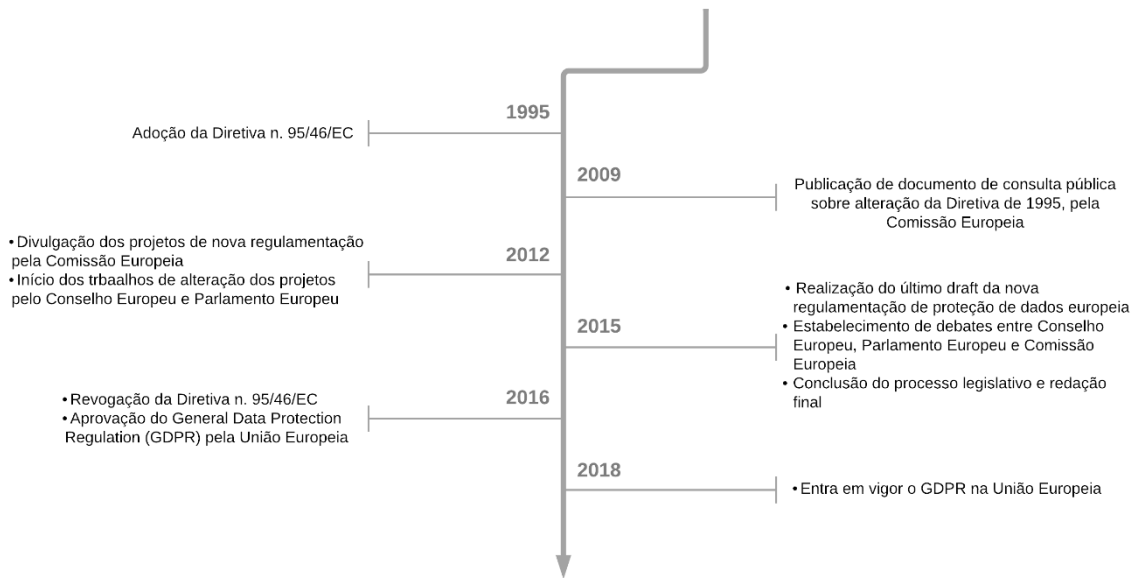 1995
Adoção da Diretiva n. 95/46/EC
2009
Publicação de documento de consulta pública
sobre alteração da Diretiva de 1995, pela
Comissão Europeia
2012
• Divulgação dos projetos de nova regulamentação
pela Comissão Europeia
• Início dos trbaalhos de alteração dos projetos
pelo Conselho Europeu e Parlamento Europeu
2015
• Realização do último draft da nova
regulamentação de proteção de dados europeia
• Estabelecimento de debates entre Conselho
Europeu, Parlamento Europeu e Comissão
Europeia
• Conclusão do processo legislativo e redação
final
2016
• Revogação da Diretiva n. 95/46/EC
• Aprovação do General Data Protection
Regulation (GDPR) pela União Europeia
2018
• Entra em vigor o GDPR na União Europeia